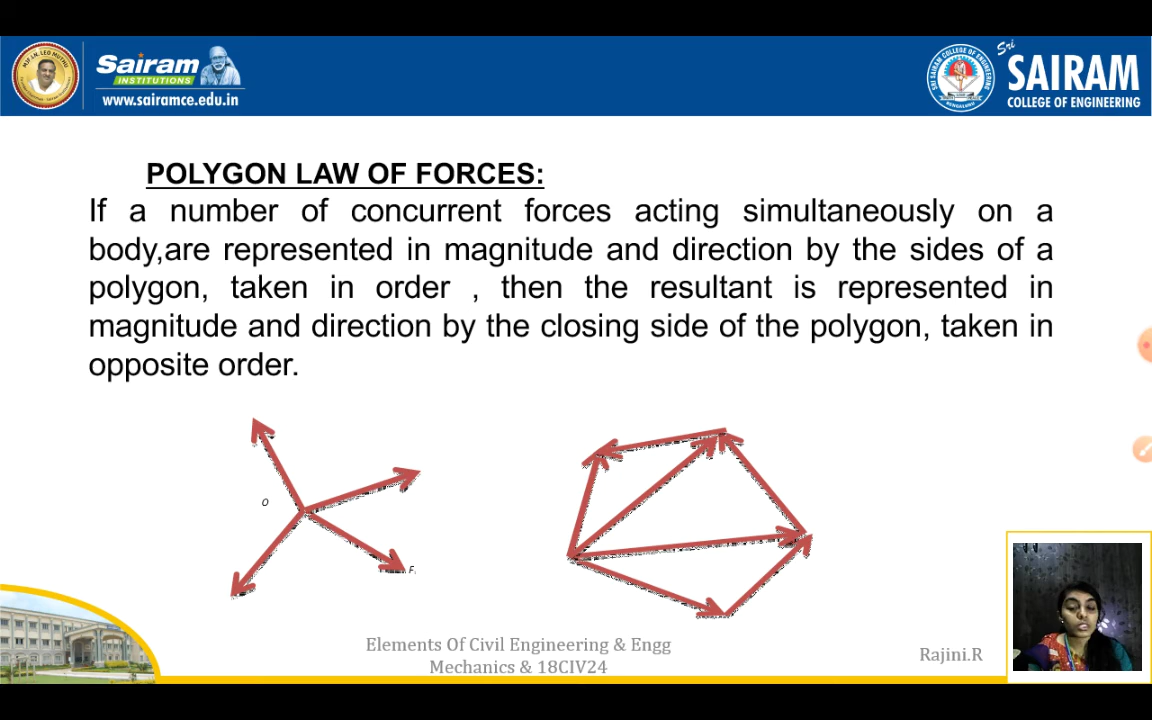 Sairam
INSTITUTIONS
www.sairamce.edu.in
Sri
SAIRAM
COLLEGE OF ENGINEERING
POLYGON LAW OF FORCES:
If a number of concurrent forces acting simultaneously on a
body,are represented in magnitude and direction by the sides of a
polygon, taken in order , then the resultant is represented in
magnitude and direction by the closing side of the polygon, taken in
opposite order.
O
F
Elements Of Civil Engineering & Engg
Mechanics & 18CIV24
Rajini.R